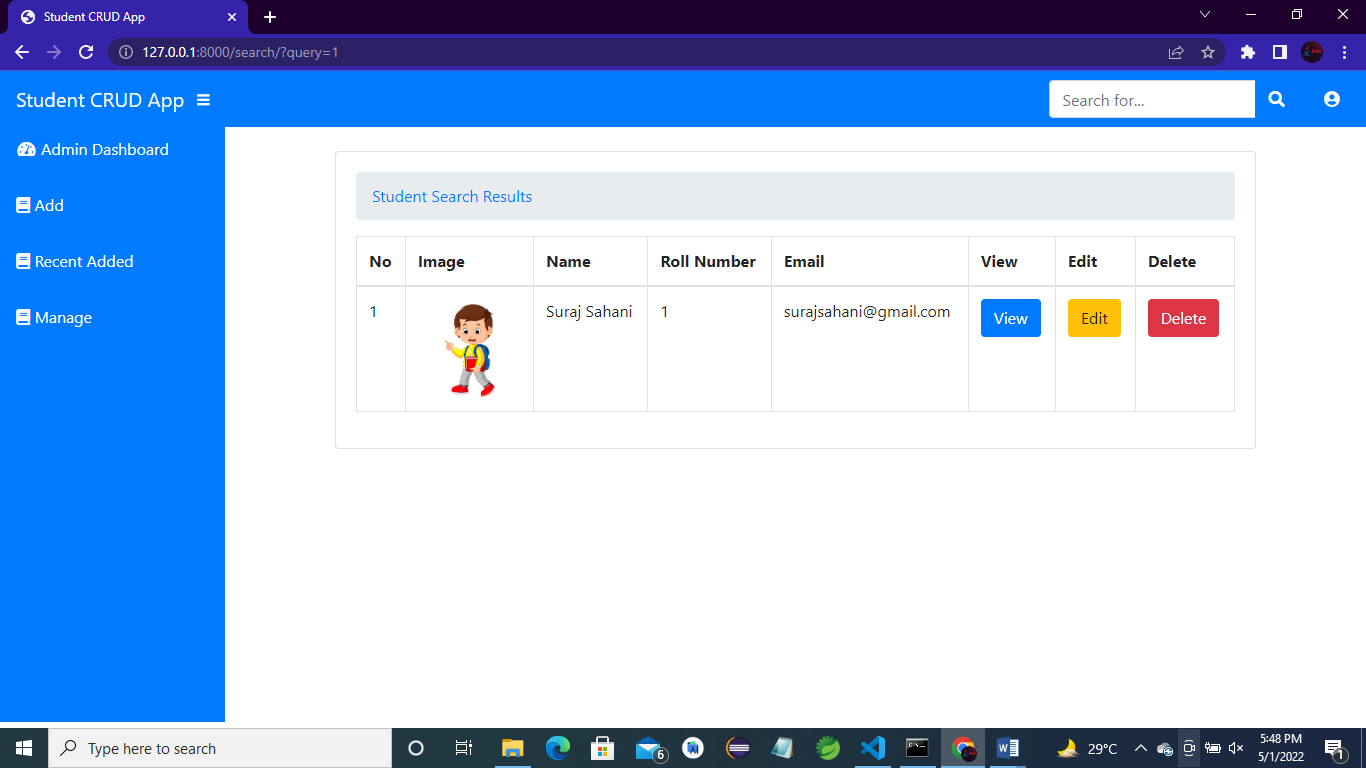 Student CRUD App
127.0.0.1:8000/search/?query=1
Student CRUD App
Search for...
Admin Dashboard
Add
Recent Added
Manage
Student Search Results
No Image Name Roll Number Email View Edit Delete
1 Suraj Sahani 1 surajsahani@gmail.com View Edit Delete
Type here to search
6
29°C
5:48 PM
5/1/2022
1